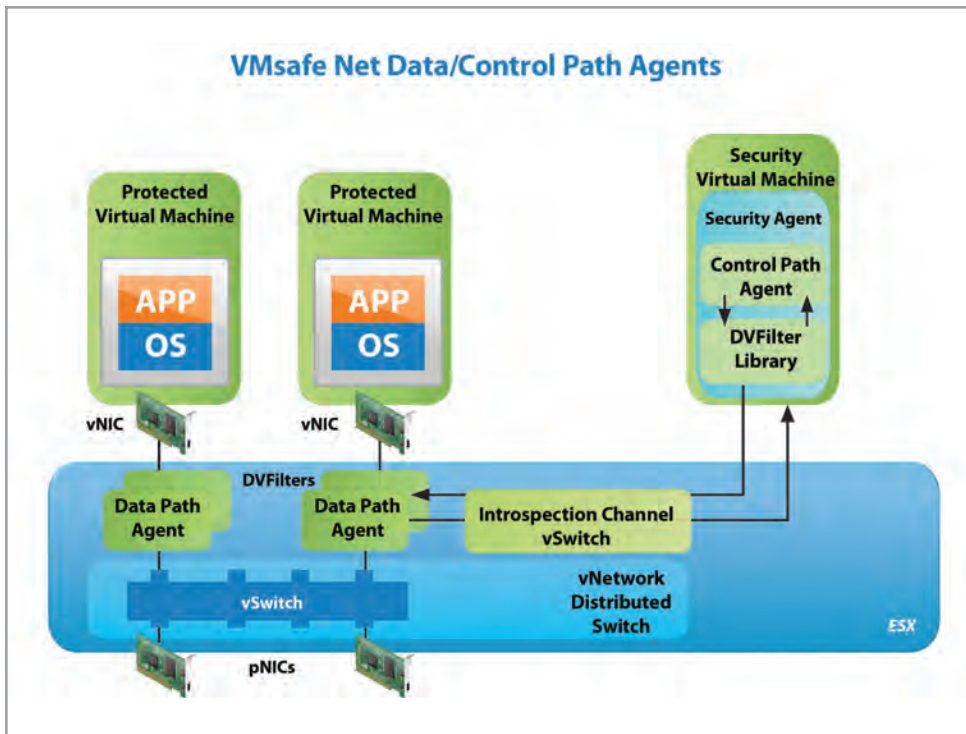 VMsafe Net Data/Control Path Agents
Protected
Virtual Machine
APP
OS
vNIC
Protected
Virtual Machine
APP
OS
vNIC
Security
Virtual Machine
Security Agent
Control Path
Agent
DVFilter
Library
DVFilters
Data Path
Agent
Data Path
Agent
Introspection Channel
vSwitch
vSwitch
vNetwork
Distributed
Switch
ESX
pNICs